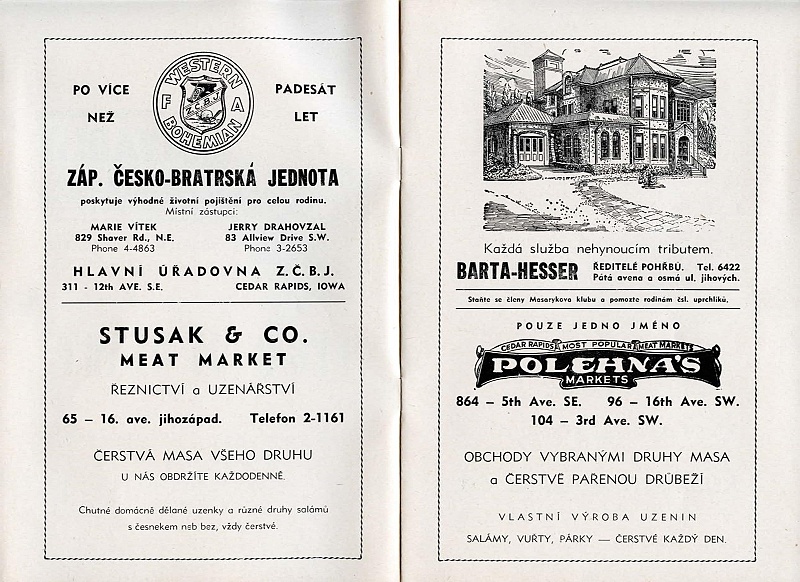 PO VÍCE
NEŽ
WESTERN
F A
Z.C.B.J.
BOHEMIAN
PADESÁT
LET
ZÁP. ČESKO-BRATRSKÁ JEDNOTA
poskytuje výhodné životní pojištění pro celou rodinu.
Místní zástupci:
MARIE VÍTEK
829 Shaver Rd., N.E.
Phone 4-4863
JERRY DRAHOVZAL
83 Allview Drive S.W.
Phone 3-2653
HLAVNÍ ÚŘADOVNA Z.Č.B.J.
311 - 12th AVE. S.E. CEDAR RAPIDS, IOWA
STUSAK & CO.
MEAT MARKET
ŘEZNICTVÍ a UZENÁŘSTVÍ
65 – 16. ave. jihozápad. Telefon 2-1161
ČERSTVÁ MASA VŠEHO DRUHU
U NÁS OBDRŽÍTE KAŽDODENNĚ.
Chutné domácně dělané uzenky a různé druhy salámů
s česnekem neb bez, vždy čerstvé.
Každá služba nehynoucím tributem.
BARTA-HESSER
ŘEDITELÉ POHŘBŮ. Tel. 6422
Pátá avena a osmá ul. jihových.
Staňte se členy Masarykova klubu a pomozte rodinám čsl. uprchlíků.
POUZE JEDNO JMÉNO
CEDAR RAPIDS MOST POPULAR MEAT MARKETS
POLEHNA'S
MARKETS
864 – 5th Ave. SE. 96 – 16th Ave. SW.
104 – 3rd Ave. SW.
OBCHODY VYBRANÝMI DRUHY MASA
a ČERSTVĚ PAŘENOU DRŮBEŽÍ
VLASTNÍ VÝROBA UZENIN
SALÁMY, VUŘTY, PÁRKY — ČERSTVÉ KAŽDÝ DEN.